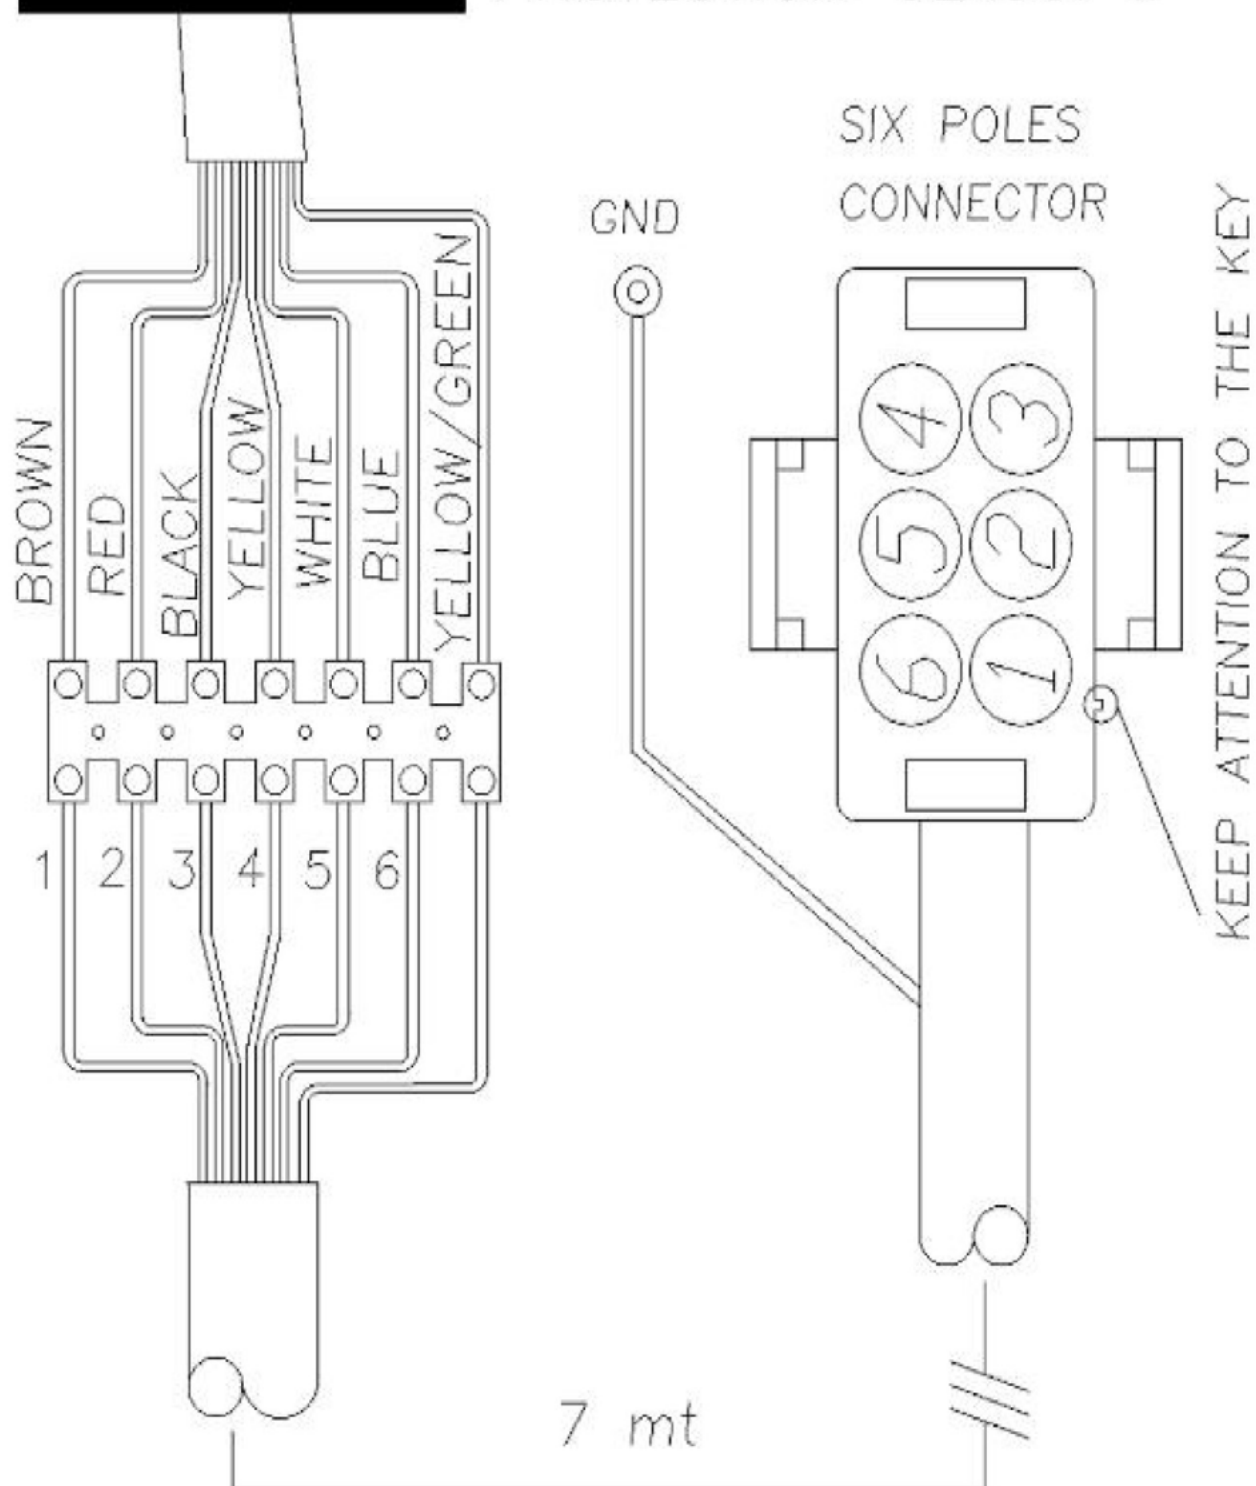 SIX POLES
CONNECTOR
GND
KEEP ATTENTION TO THE KEY
BROWN
RED
BLACK
YELLOW
WHITE
BLUE
YELLOW/GREEN
4 3
5 2
6 1
1 2 3 4 5 6
7 mt